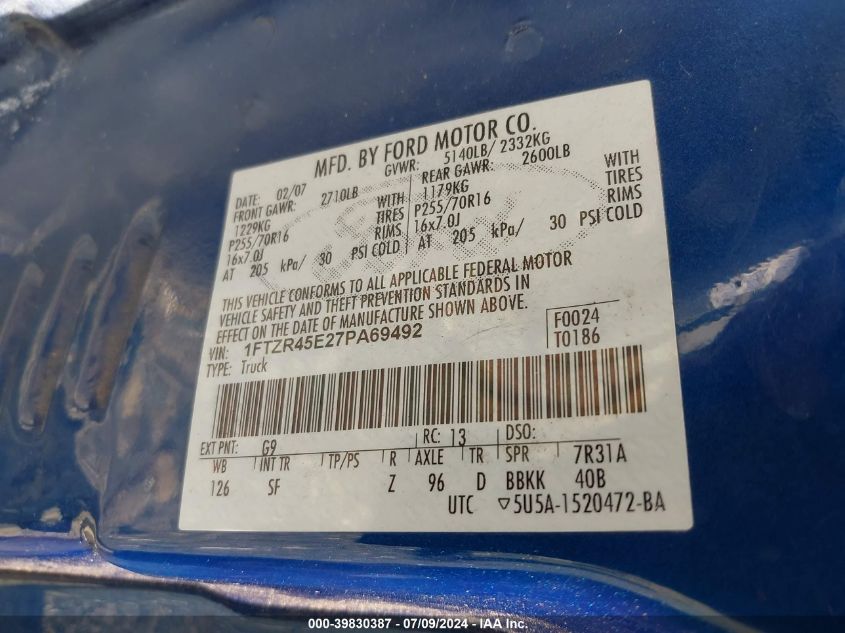 MFD. BY FORD MOTOR CO.
DATE: 02/07 GVWR: 5140LB/ 2332KG
FRONT GAWR: 2710LB REAR GAWR: 2600LB
1229KG WITH 1179KG WITH
P255/70R16 TIRES P255/70R16 TIRES
16x7.0J RIMS 16x7.0J RIMS
AT 205 kPa/ 30 PSI COLD AT 205 kPa/ 30 PSI COLD
THIS VEHICLE CONFORMS TO ALL APPLICABLE FEDERAL MOTOR
VEHICLE SAFETY AND THEFT PREVENTION STANDARDS IN
EFFECT ON THE DATE OF MANUFACTURE SHOWN ABOVE.
VIN: 1FTZR45E27PA69492 F0024
TYPE: Truck T0186
EXT PNT: G9 RC: 13 DSO:
WB INT TR TP/PS R AXLE TR SPR 7R31A
126 SF Z 96 D BBKK 40B
UTC ▽5U5A-1520472-BA
000-39830387 - 07/09/2024 - IAA Inc.